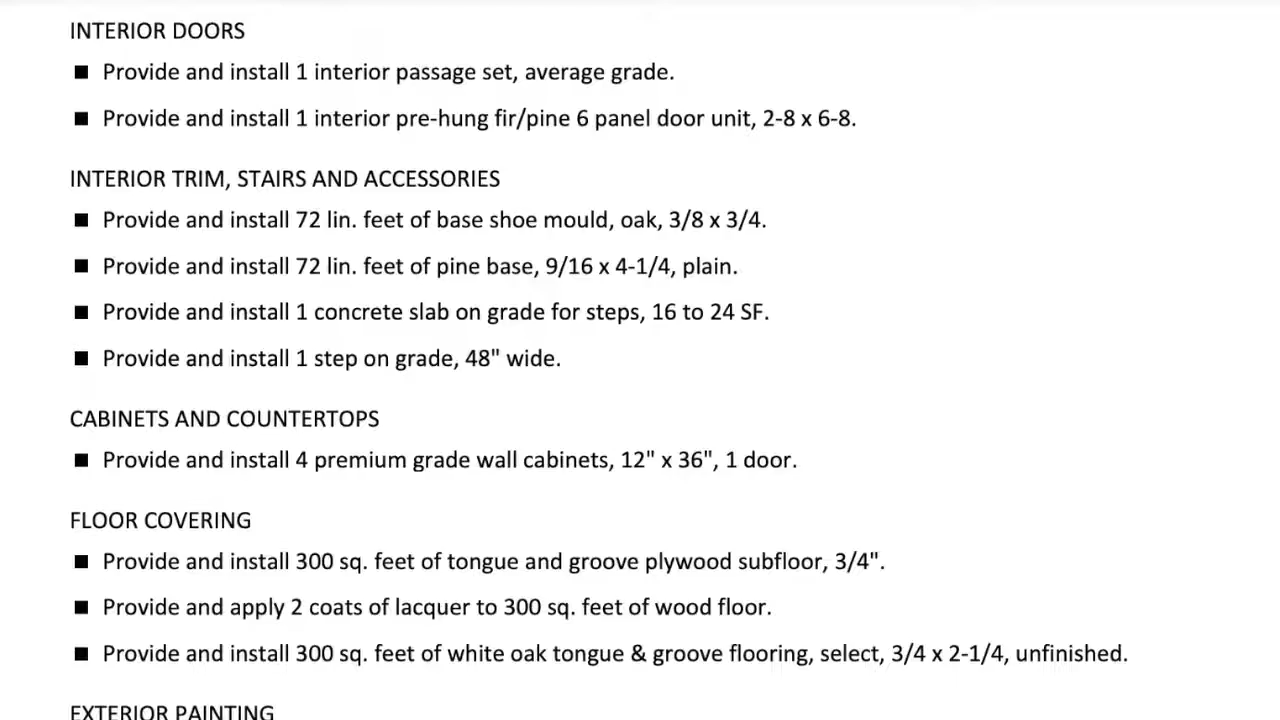 INTERIOR DOORS
■ Provide and install 1 interior passage set, average grade.
■ Provide and install 1 interior pre-hung fir/pine 6 panel door unit, 2-8 x 6-8.
INTERIOR TRIM, STAIRS AND ACCESSORIES
■ Provide and install 72 lin. feet of base shoe mould, oak, 3/8 x 3/4.
■ Provide and install 72 lin. feet of pine base, 9/16 x 4-1/4, plain.
■ Provide and install 1 concrete slab on grade for steps, 16 to 24 SF.
■ Provide and install 1 step on grade, 48" wide.
CABINETS AND COUNTERTOPS
■ Provide and install 4 premium grade wall cabinets, 12" x 36", 1 door.
FLOOR COVERING
■ Provide and install 300 sq. feet of tongue and groove plywood subfloor, 3/4".
■ Provide and apply 2 coats of lacquer to 300 sq. feet of wood floor.
■ Provide and install 300 sq. feet of white oak tongue & groove flooring, select, 3/4 x 2-1/4, unfinished.
EXTERIOR PAINTING